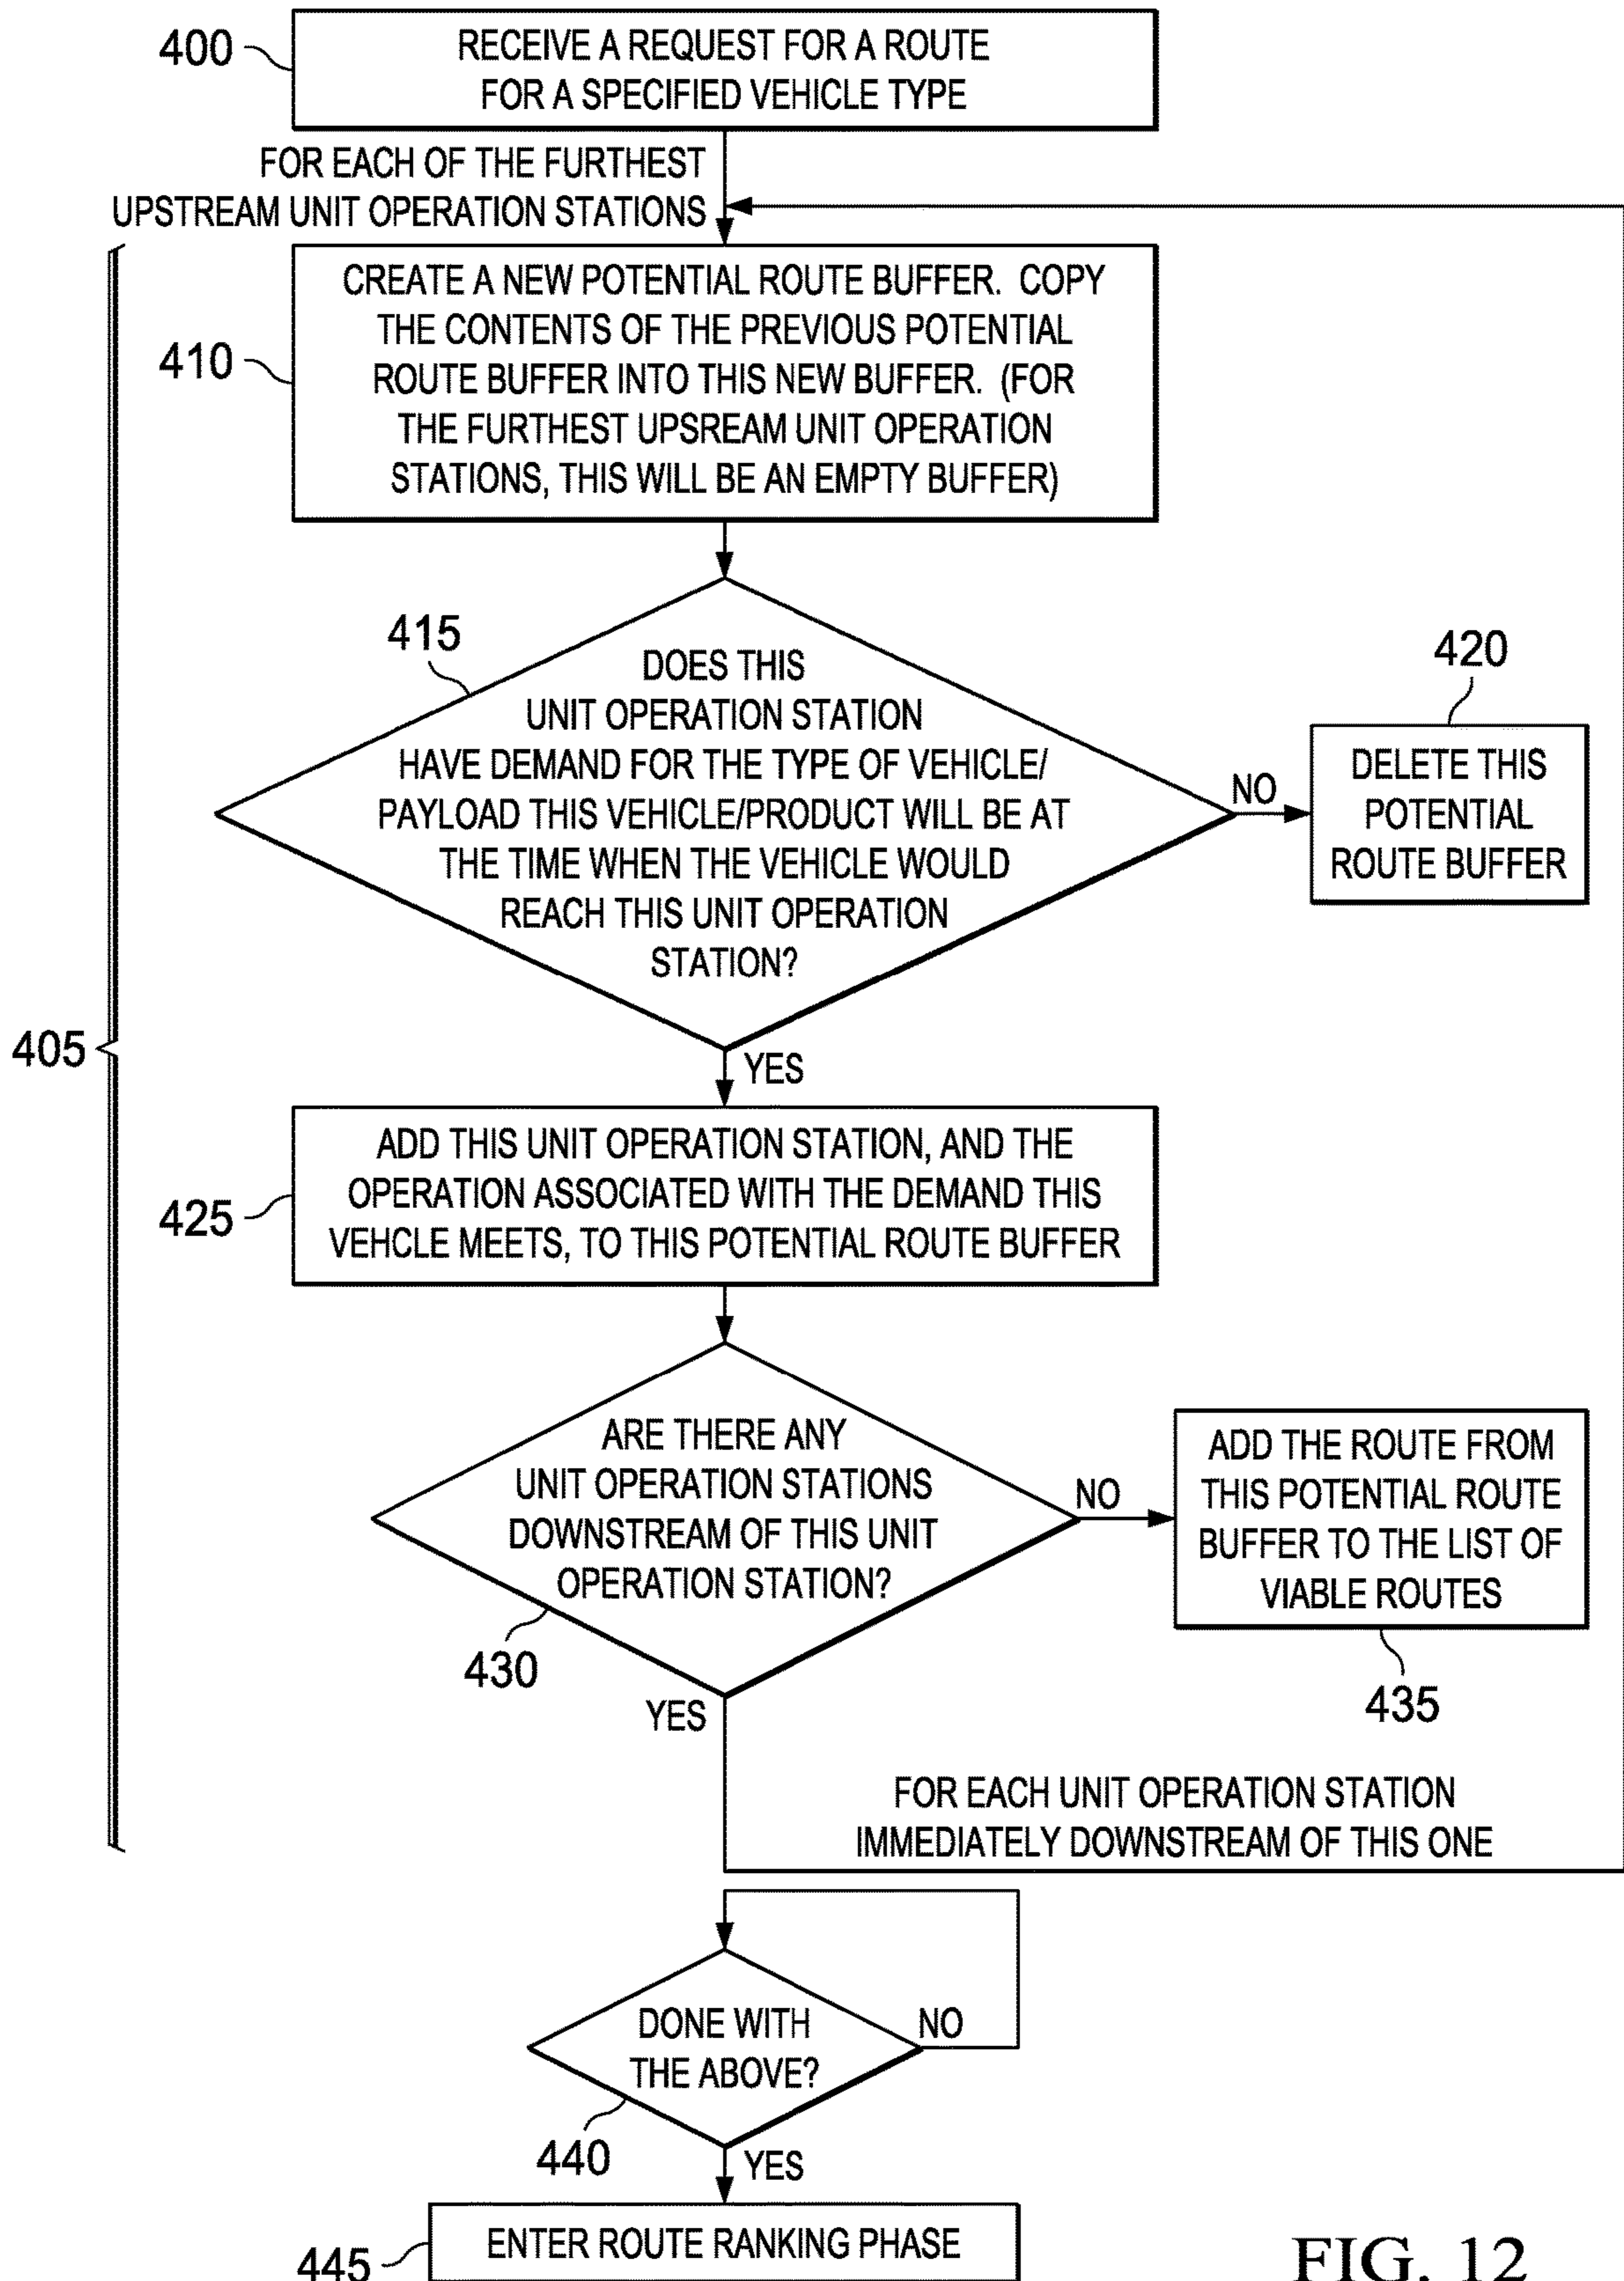 400
RECEIVE A REQUEST FOR A ROUTE
FOR A SPECIFIED VEHICLE TYPE
FOR EACH OF THE FURTHEST
UPSTREAM UNIT OPERATION STATIONS
410
CREATE A NEW POTENTIAL ROUTE BUFFER. COPY
THE CONTENTS OF THE PREVIOUS POTENTIAL
ROUTE BUFFER INTO THIS NEW BUFFER. (FOR
THE FURTHEST UPSREAM UNIT OPERATION
STATIONS, THIS WILL BE AN EMPTY BUFFER)
415
DOES THIS
UNIT OPERATION STATION
HAVE DEMAND FOR THE TYPE OF VEHICLE/
PAYLOAD THIS VEHICLE/PRODUCT WILL BE AT
THE TIME WHEN THE VEHICLE WOULD
REACH THIS UNIT OPERATION
STATION?
NO
420
DELETE THIS
POTENTIAL
ROUTE BUFFER
405
YES
425
ADD THIS UNIT OPERATION STATION, AND THE
OPERATION ASSOCIATED WITH THE DEMAND THIS
VEHCLE MEETS, TO THIS POTENTIAL ROUTE BUFFER
ARE THERE ANY
UNIT OPERATION STATIONS
DOWNSTREAM OF THIS UNIT
OPERATION STATION?
430
NO
ADD THE ROUTE FROM
THIS POTENTIAL ROUTE
BUFFER TO THE LIST OF
VIABLE ROUTES
435
YES
FOR EACH UNIT OPERATION STATION
IMMEDIATELY DOWNSTREAM OF THIS ONE
DONE WITH
THE ABOVE?
NO
440
YES
445
ENTER ROUTE RANKING PHASE
FIG. 12